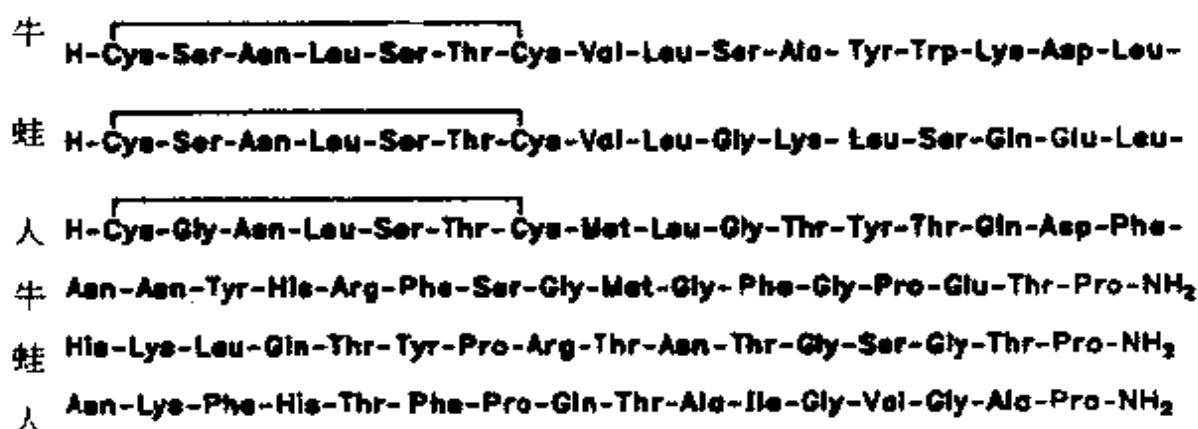 牛 H-Cys-Ser-Asn-Leu-Ser-Thr-Cys-Val-Leu-Ser-Ala-Tyr-Trp-Lys-Asp-Leu-
蛙 H-Cys-Ser-Asn-Leu-Ser-Thr-Cys-Val-Leu-Gly-Lys-Leu-Ser-Gln-Glu-Leu-
人 H-Cys-Gly-Asn-Leu-Ser-Thr-Cys-Met-Leu-Gly-Thr-Tyr-Thr-Gln-Asp-Phe-
牛 Asn-Asn-Tyr-His-Arg-Phe-Ser-Gly-Met-Gly-Phe-Gly-Pro-Glu-Thr-Pro-NH₂
蛙 His-Lys-Leu-Gln-Thr-Tyr-Pro-Arg-Thr-Asn-Thr-Gly-Ser-Gly-Thr-Pro-NH₂
人 Asn-Lys-Phe-His-Thr-Phe-Pro-Gln-Thr-Ala-Ile-Gly-Val-Gly-Ala-Pro-NH₂